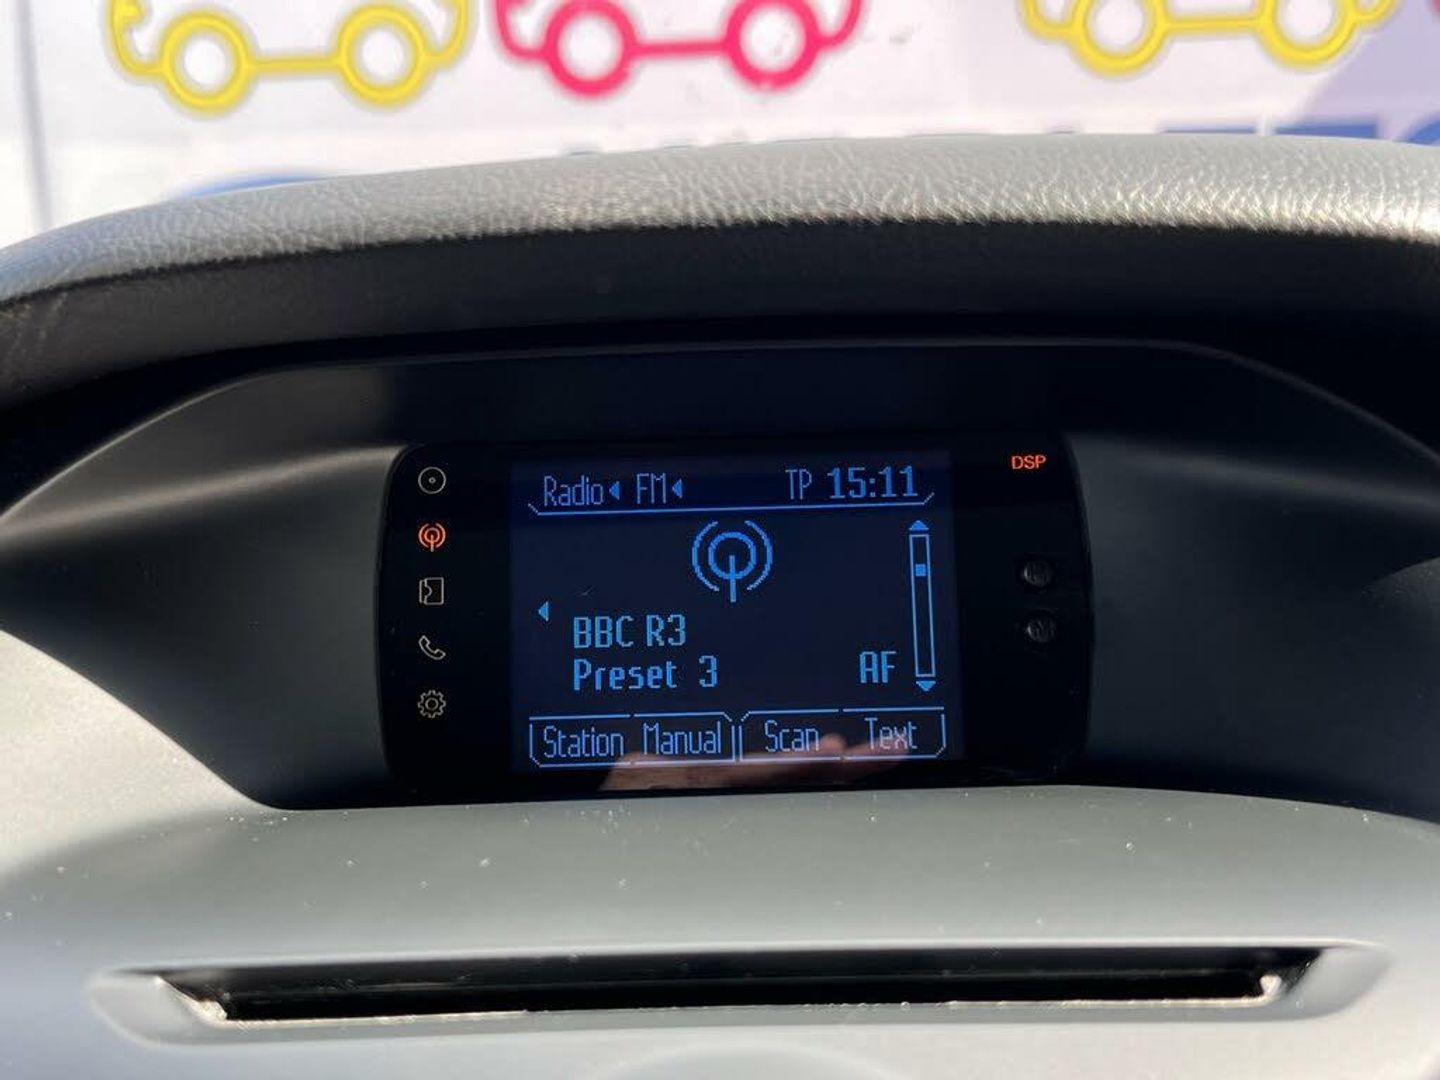 Radio FM TP 15:11
DSP
BBC R3
Preset 3 AF
Station Manual Scan Text